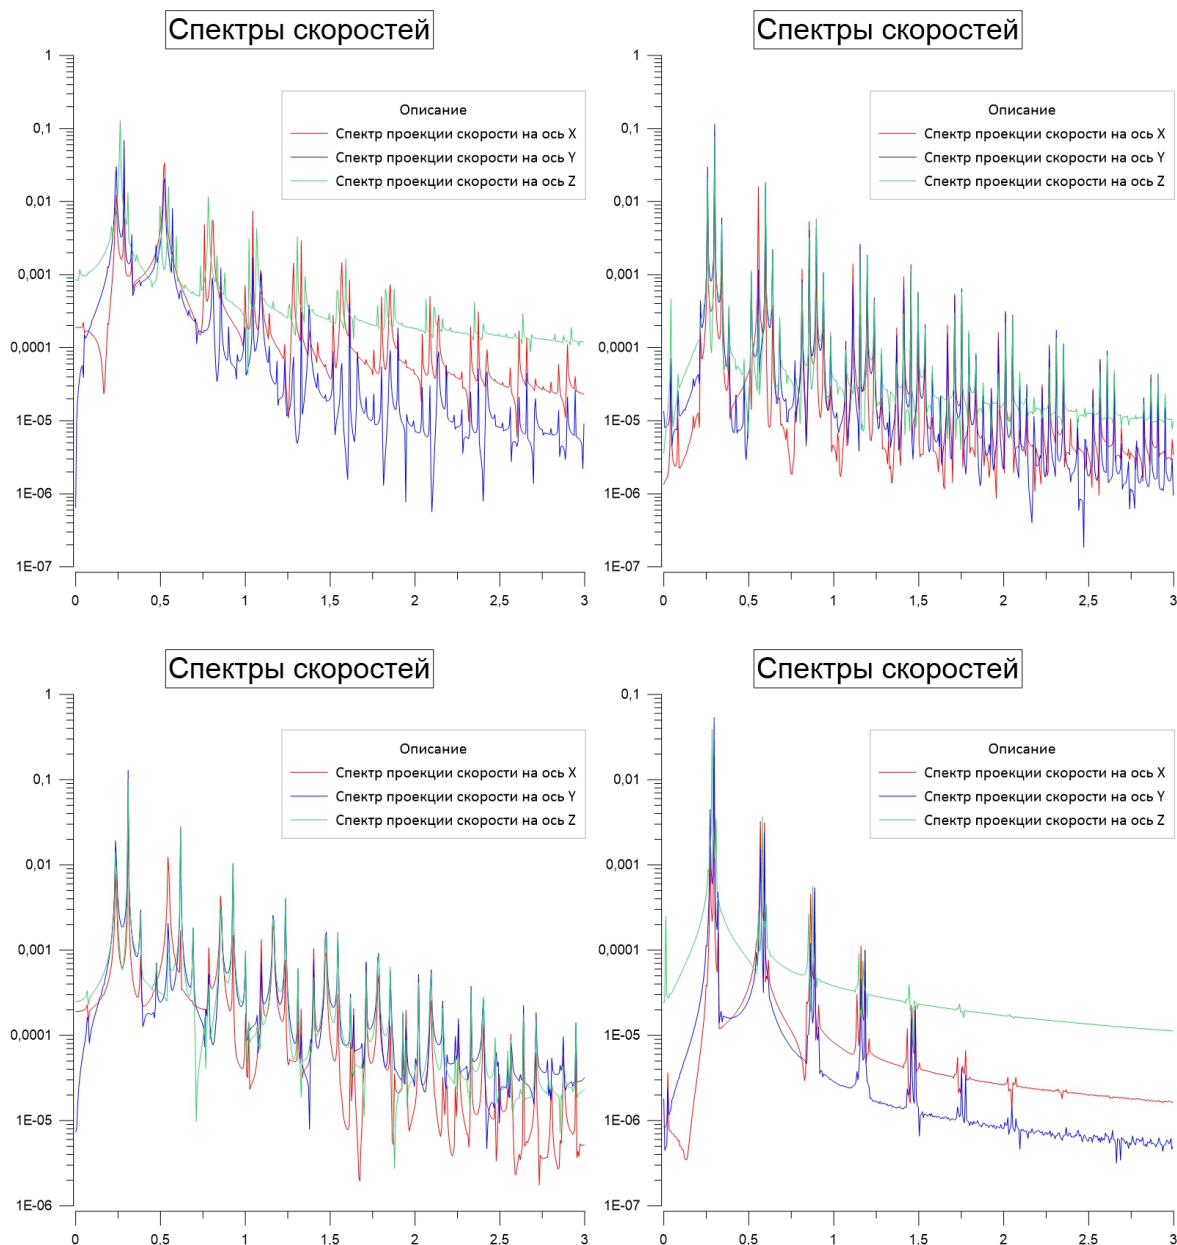 Спектры скоростей
1
0,1
0,01
0,001
0,0001
1E-05
1E-06
1E-07
Описание
Спектр проекции скорости на ось X
Спектр проекции скорости на ось Y
Спектр проекции скорости на ось Z
0 0,5 1 1,5 2 2,5 3
Спектры скоростей
1
0,1
0,01
0,001
0,0001
1E-05
1E-06
1E-07
Описание
Спектр проекции скорости на ось X
Спектр проекции скорости на ось Y
Спектр проекции скорости на ось Z
0 0,5 1 1,5 2 2,5 3
Спектры скоростей
1
0,1
0,01
0,001
0,0001
1E-05
1E-06
Описание
Спектр проекции скорости на ось X
Спектр проекции скорости на ось Y
Спектр проекции скорости на ось Z
0 0,5 1 1,5 2 2,5 3
Спектры скоростей
0,1
0,01
0,001
0,0001
1E-05
1E-06
1E-07
Описание
Спектр проекции скорости на ось X
Спектр проекции скорости на ось Y
Спектр проекции скорости на ось Z
0 0,5 1 1,5 2 2,5 3